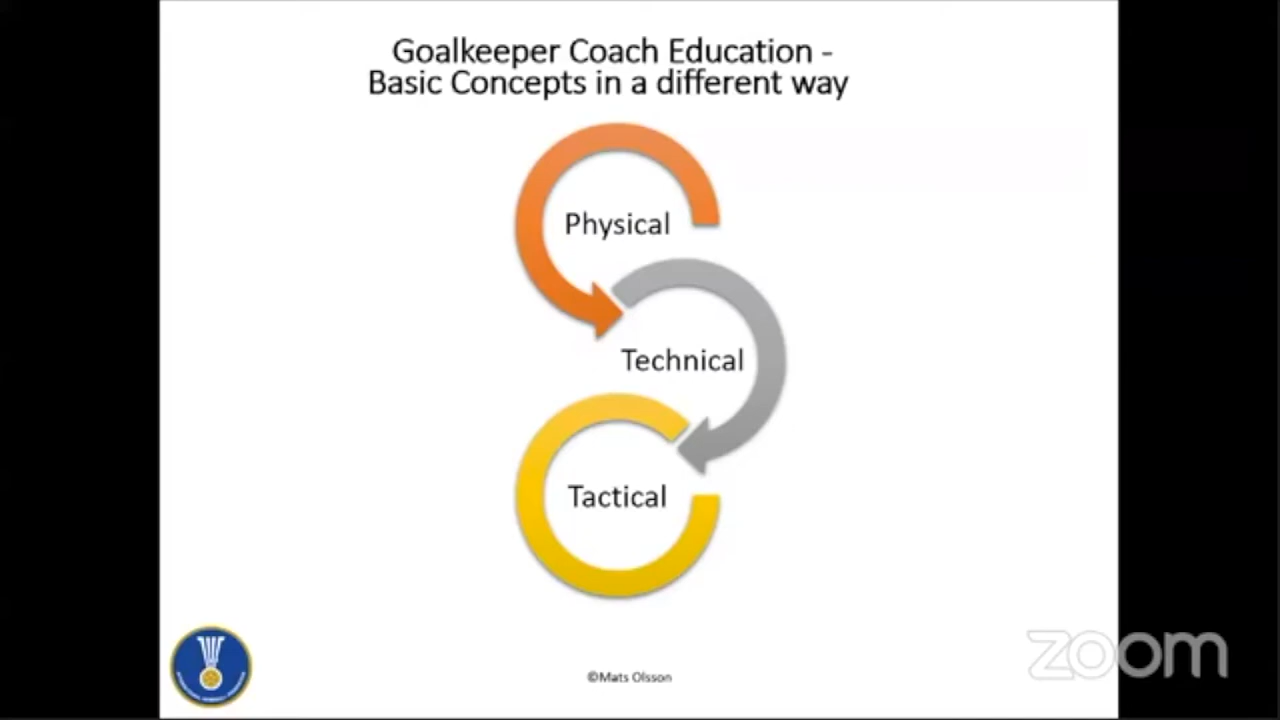 Goalkeeper Coach Education -
Basic Concepts in a different way
Physical
Technical
Tactical
©Mats Olsson
zoom